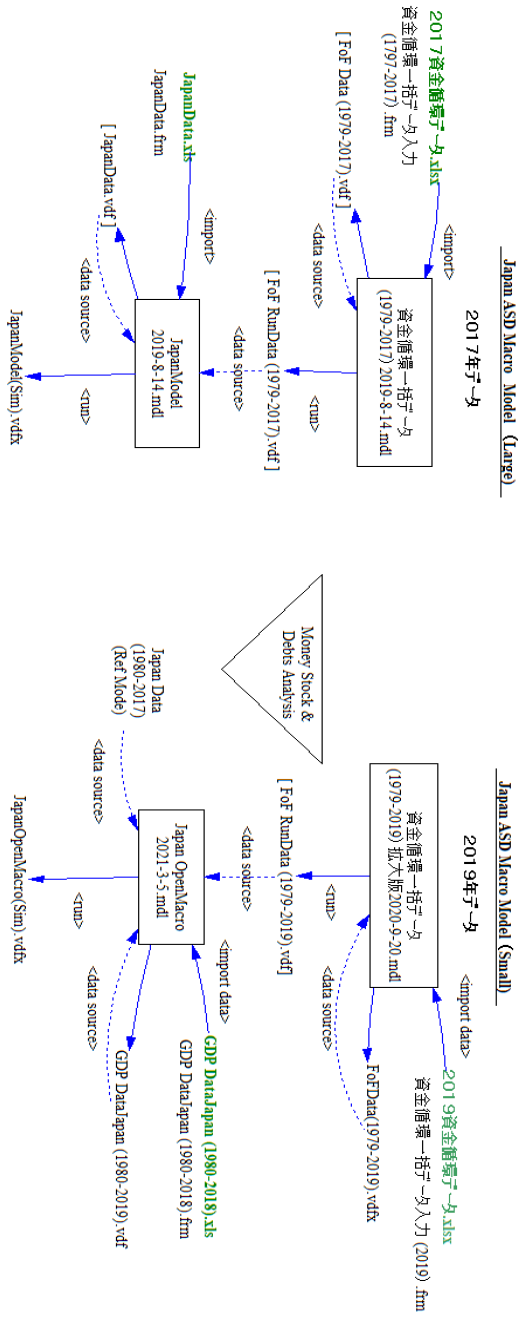 Japan ASD Macro Model (Large)
2017年データ
2017資金循環データ.xlsx
資金循環一括データ入力
(1797-2017) .frm
<import>
資金循環一括データ
(1979-2017) 2019-8-14.mdl
[ FoF Data (1979-2017).vdf ]
<data source>
<run>
[ FoF RunData (1979-2017).vdf ]
<data source>
JapanData.xls
JapanData.frm
<import>
[ JapanData.vdf ]
<data source>
JapanModel
2019-8-14.mdl
<run>
JapanModel(Sim).vdfx
Money Stock &
Debts Analysis
Japan ASD Macro Model (Small)
2019年データ
<import data>
2019資金循環データ.xlsx
資金循環一括データ入力 (2019) .frm
資金循環一括データ
(1979-2019) 拡大版2020-9-20.mdl
FoFData(1979-2019).vdfx
<data source>
<run>
[ FoF RunData (1979-2019).vdf]
<data source>
<import data>
GDP DataJapan (1980-2018).xls
GDP DataJapan (1980-2018).frm
Japan Data
(1980-2017)
(Ref Mode)
<data source>
Japan OpenMacro
2021-3-5.mdl
GDP DataJapan (1980-2019).vdf
<data source>
<run>
JapanOpenMacro(Sim).vdfx